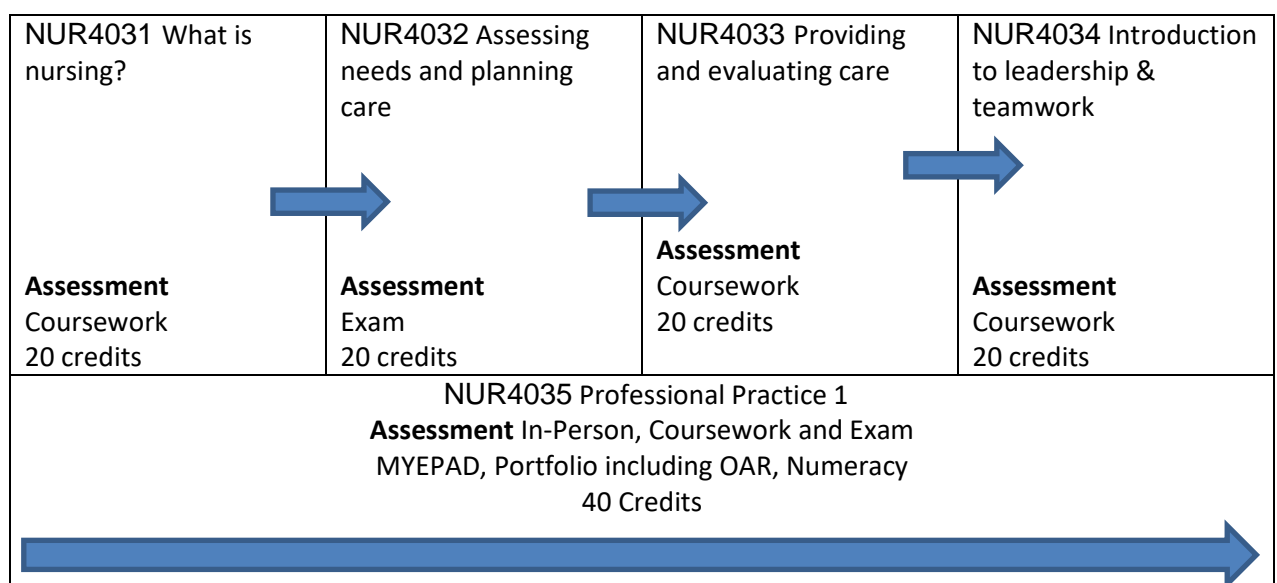 NUR4031 What is
nursing?
Assessment
Coursework
20 credits
NUR4032 Assessing
needs and planning
care
Assessment
Exam
20 credits
NUR4033 Providing
and evaluating care
Assessment
Coursework
20 credits
NUR4034 Introduction
to leadership &
teamwork
Assessment
Coursework
20 credits
NUR4035 Professional Practice 1
Assessment In-Person, Coursework and Exam
MYEPAD, Portfolio including OAR, Numeracy
40 Credits